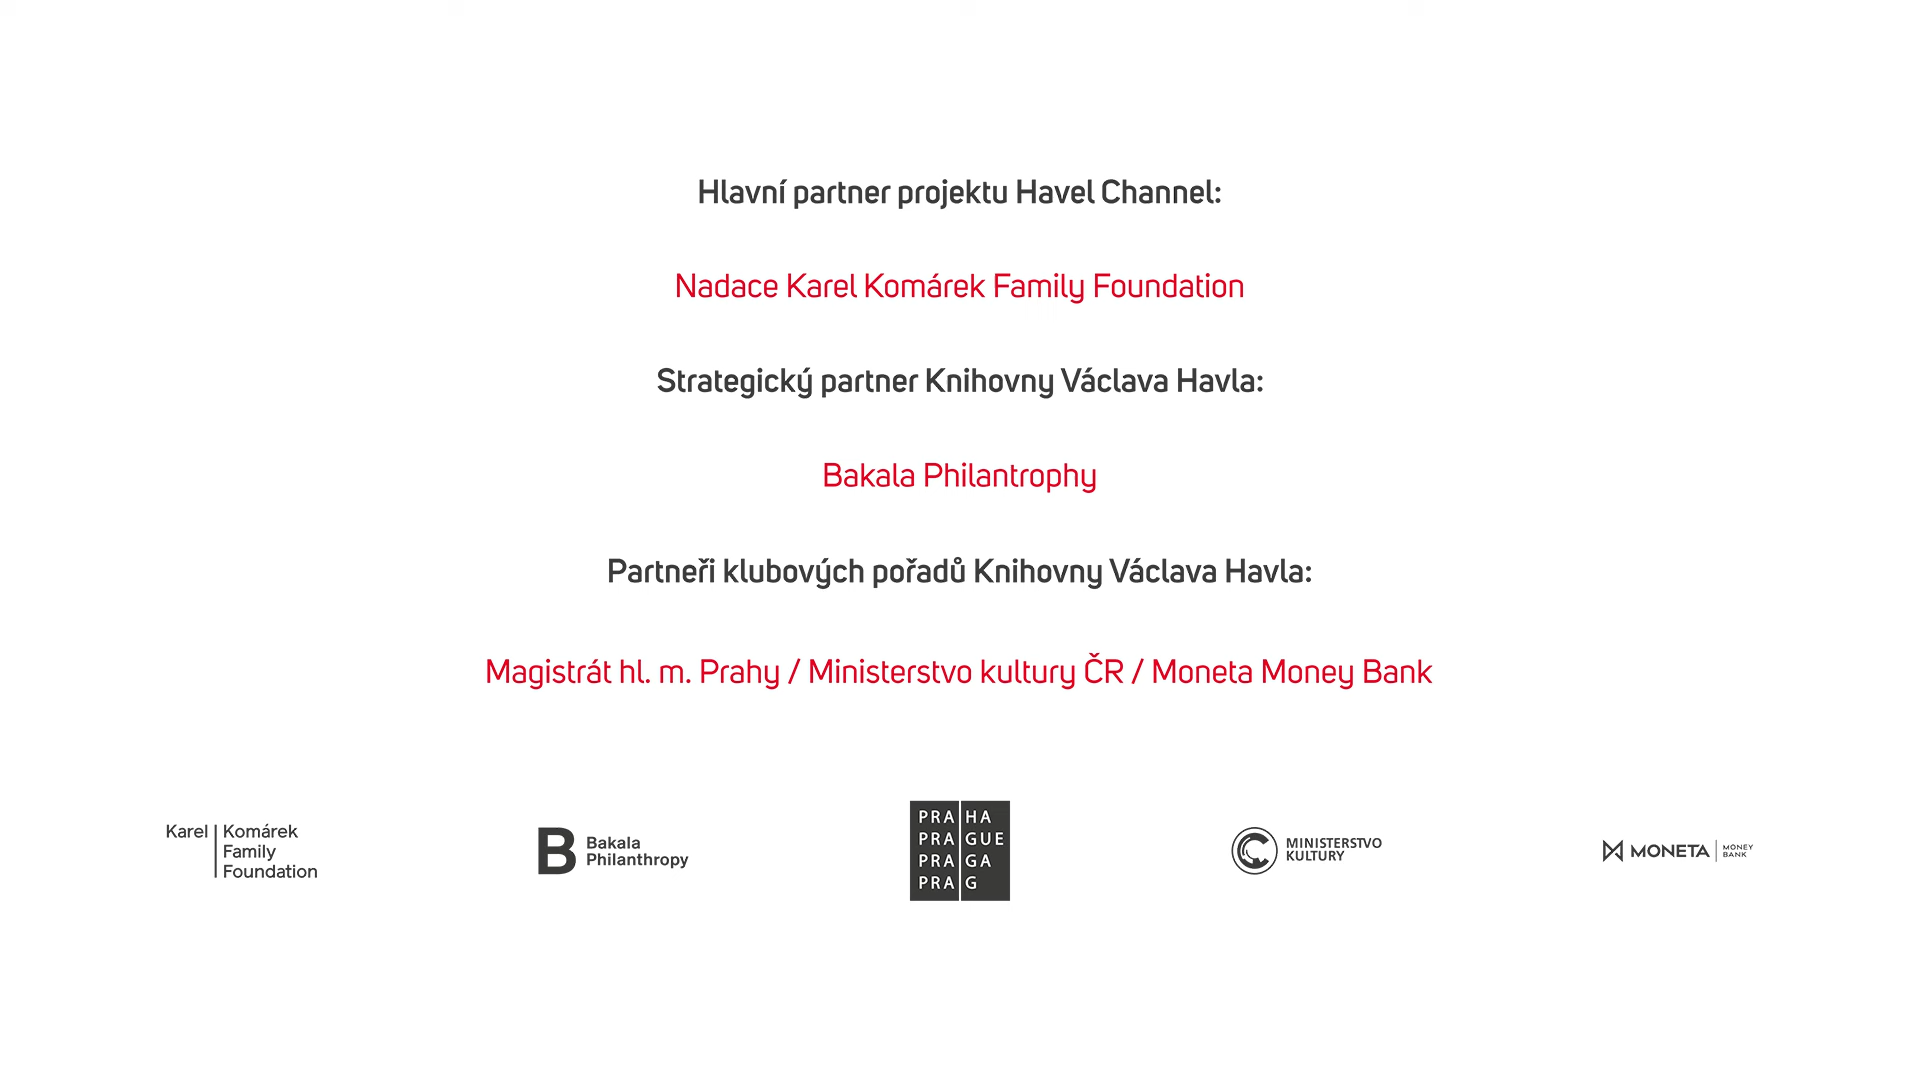 Hlavní partner projektu Havel Channel:
Nadace Karel Komárek Family Foundation
Strategický partner Knihovny Václava Havla:
Bakala Philantrophy
Partneři klubových pořadů Knihovny Václava Havla:
Magistrát hl. m. Prahy / Ministerstvo kultury ČR / Moneta Money Bank
Karel Komárek
Family
Foundation
B Bakala
Philanthropy
PRA HA
PRA GUE
PRA GA
PRA G
MINISTERSTVO
KULTURY
MONETA MONEY
BANK